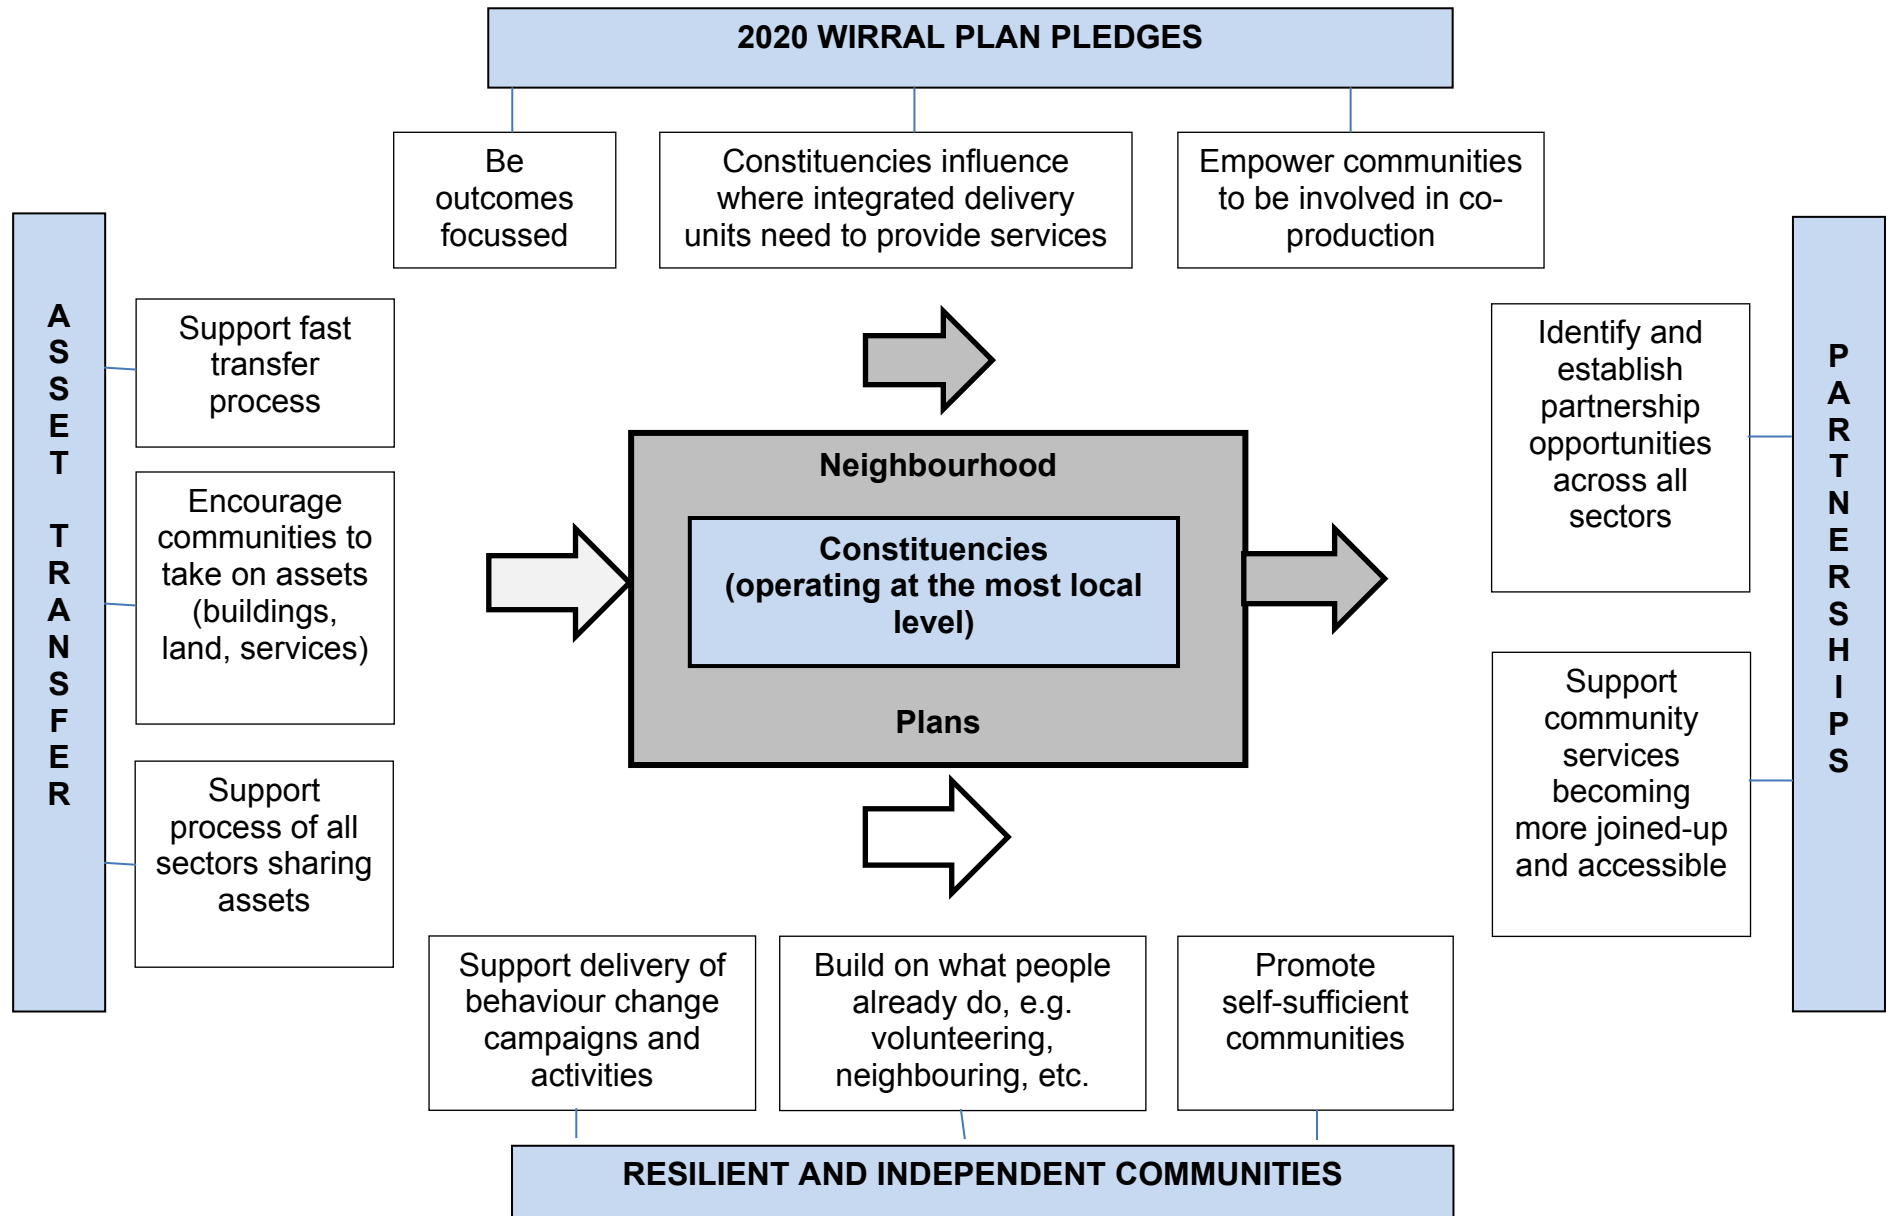 2020 WIRRAL PLAN PLEDGES
Be
outcomes
focussed
Constituencies influence
where integrated delivery
units need to provide services
Empower communities
to be involved in co-
production
A
S
S
E
T
T
R
A
N
S
F
E
R
Support fast
transfer
process
Encourage
communities to
take on assets
(buildings,
land, services)
Support
process of all
sectors sharing
assets
Neighbourhood
Constituencies
(operating at the most local
level)
Plans
Identify and
establish
partnership
opportunities
across all
sectors
Support
community
services
becoming
more joined-up
and accessible
P
A
R
T
N
E
R
S
H
I
P
S
Support delivery of
behaviour change
campaigns and
activities
Build on what people
already do, e.g.
volunteering,
neighbouring, etc.
Promote
self-sufficient
communities
RESILIENT AND INDEPENDENT COMMUNITIES